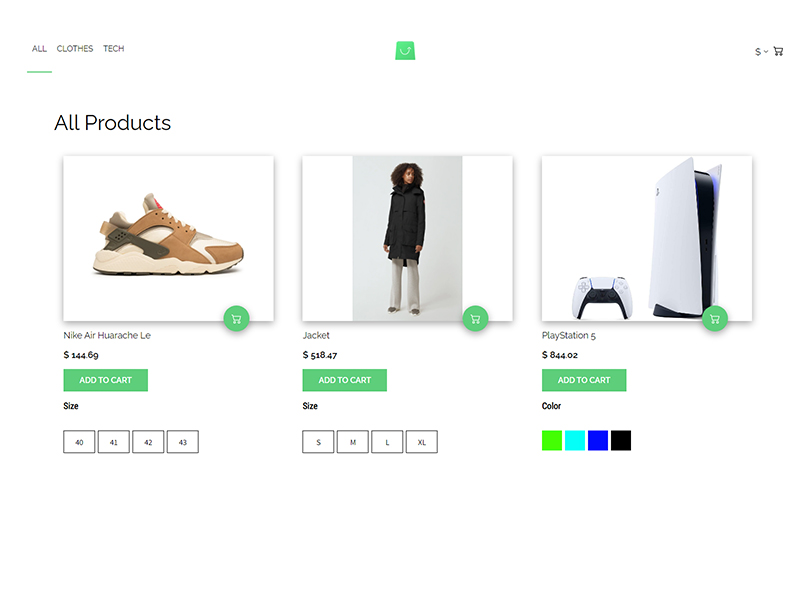 ALL CLOTHES TECH $
All Products
Nike Air Huarache Le
$ 144.69
ADD TO CART
Size
40 41 42 43
Jacket
$ 518.47
ADD TO CART
Size
S M L XL
PlayStation 5
$ 844.02
ADD TO CART
Color